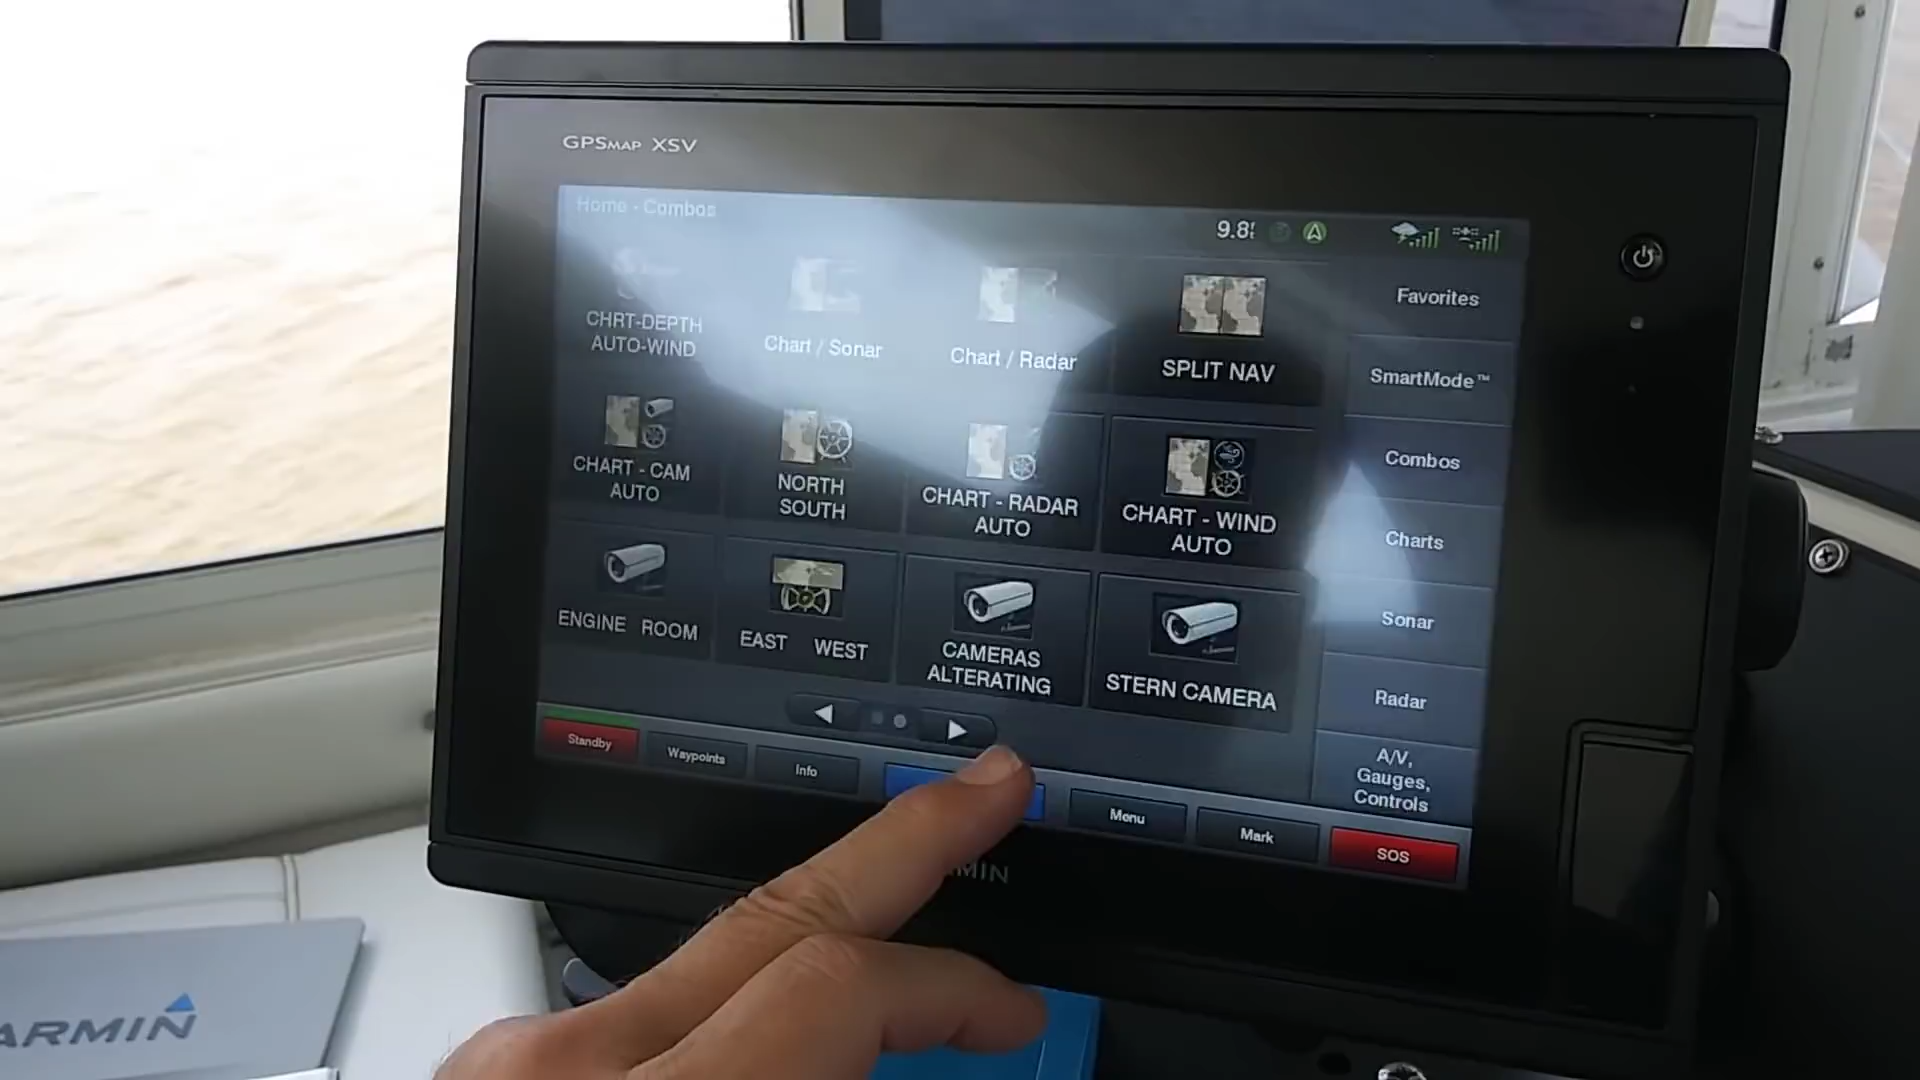 GPSMAP XSV
Home - Combos
9.8ft
CHRT-DEPTH
AUTO-WIND
Chart / Sonar
Chart / Radar
SPLIT NAV
CHART - CAM
AUTO
NORTH
SOUTH
CHART - RADAR
AUTO
CHART - WIND
AUTO
ENGINE ROOM
EAST WEST
CAMERAS
ALTERATING
STERN CAMERA
Favorites
SmartMode™
Combos
Charts
Sonar
Radar
A/V,
Gauges,
Controls
Standby
Waypoints
Info
Menu
Mark
SOS
MIN
ARMIN